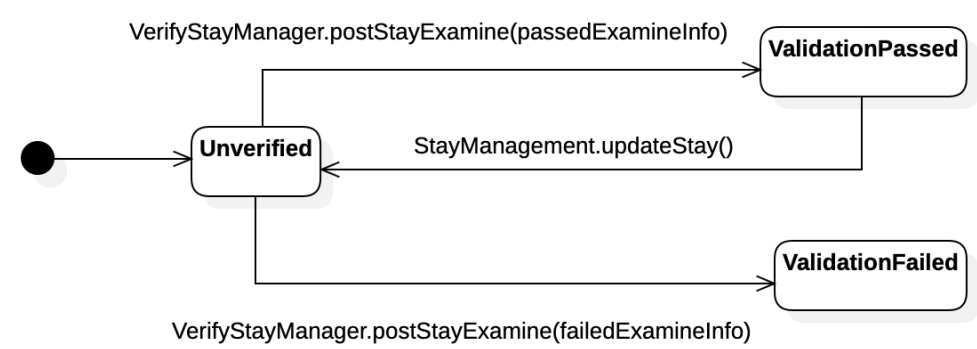 VerifyStayManager.postStayExamine(passedExamineInfo)
ValidationPassed
Unverified
StayManagement.updateStay()
ValidationFailed
VerifyStayManager.postStayExamine(failedExamineInfo)